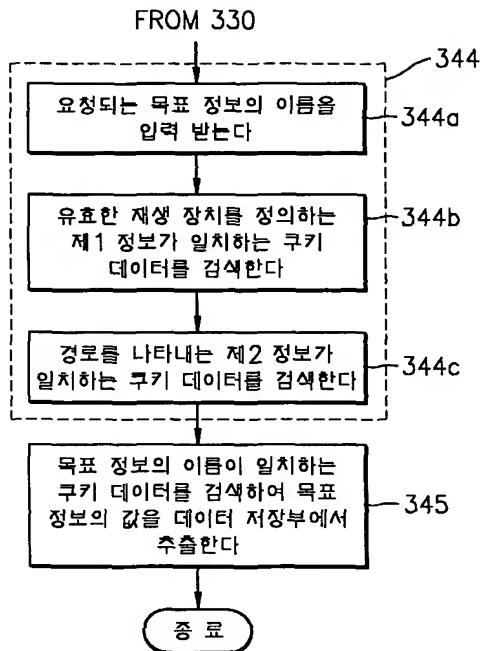 FROM 330
344
요청되는 목표 정보의 이름을
입력 받는다
344a
유효한 재생 장치를 정의하는
제1 정보가 일치하는 쿠키
데이터를 검색한다
344b
경로를 나타내는 제2 정보가
일치하는 쿠키 데이터를 검색한다
344c
목표 정보의 이름이 일치하는
쿠키 데이터를 검색하여 목표
정보의 값을 데이터 저장부에서
추출한다
345
종료